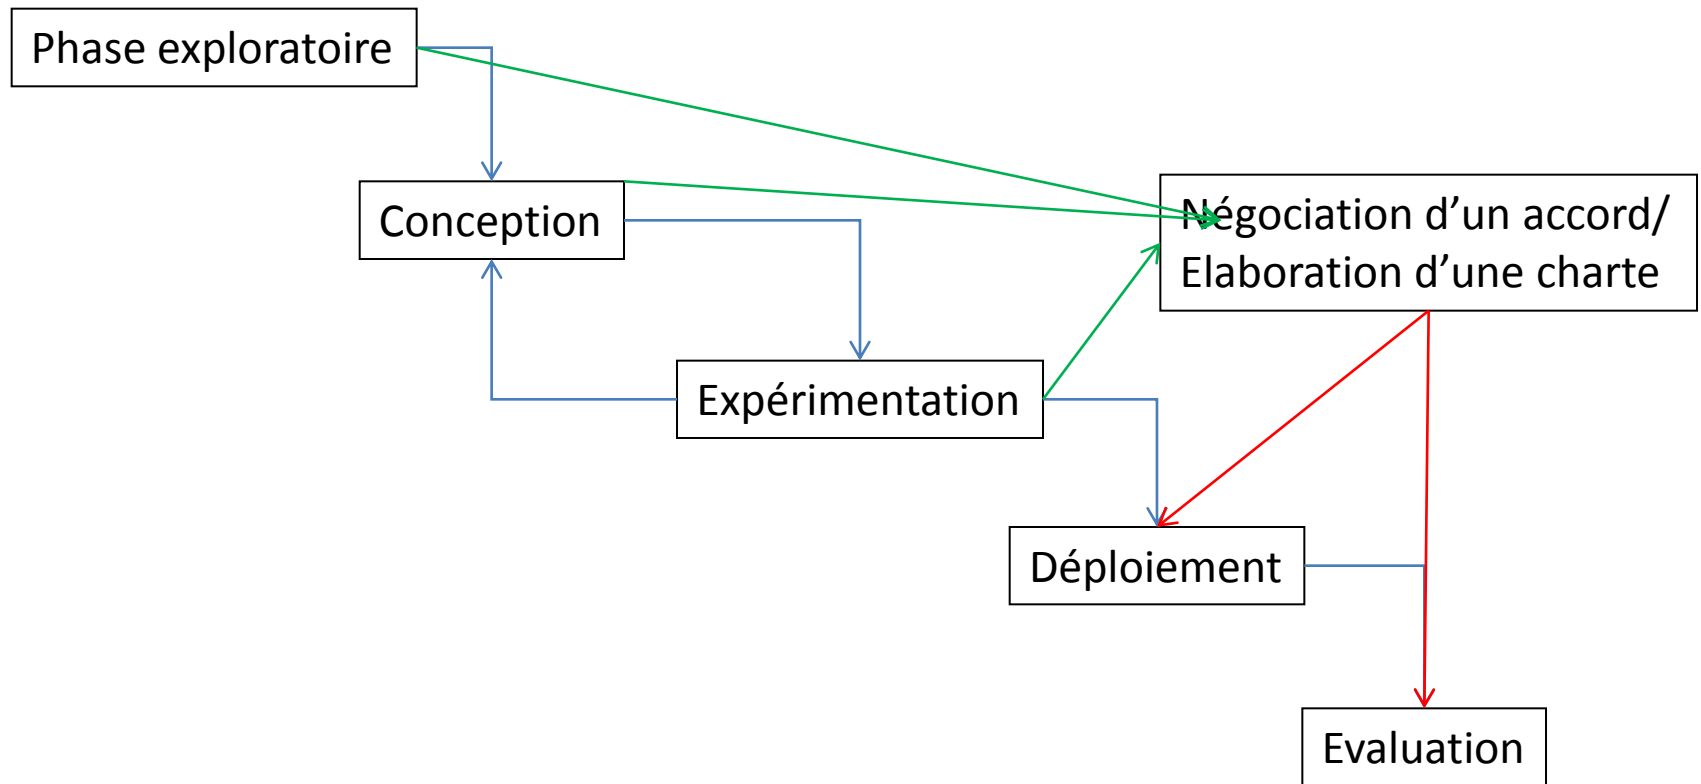 Phase exploratoire
Conception
Négociation d’un accord/
Elaboration d’une charte
Expérimentation
Déploiement
Evaluation